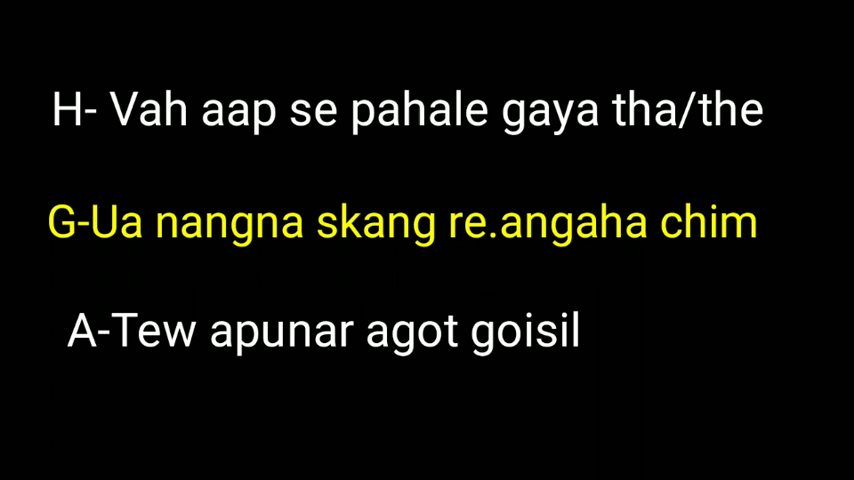 H- Vah aap se pahale gaya tha/the
G-Ua nangna skang re.angaha chim
A-Tew apunar agot goisil